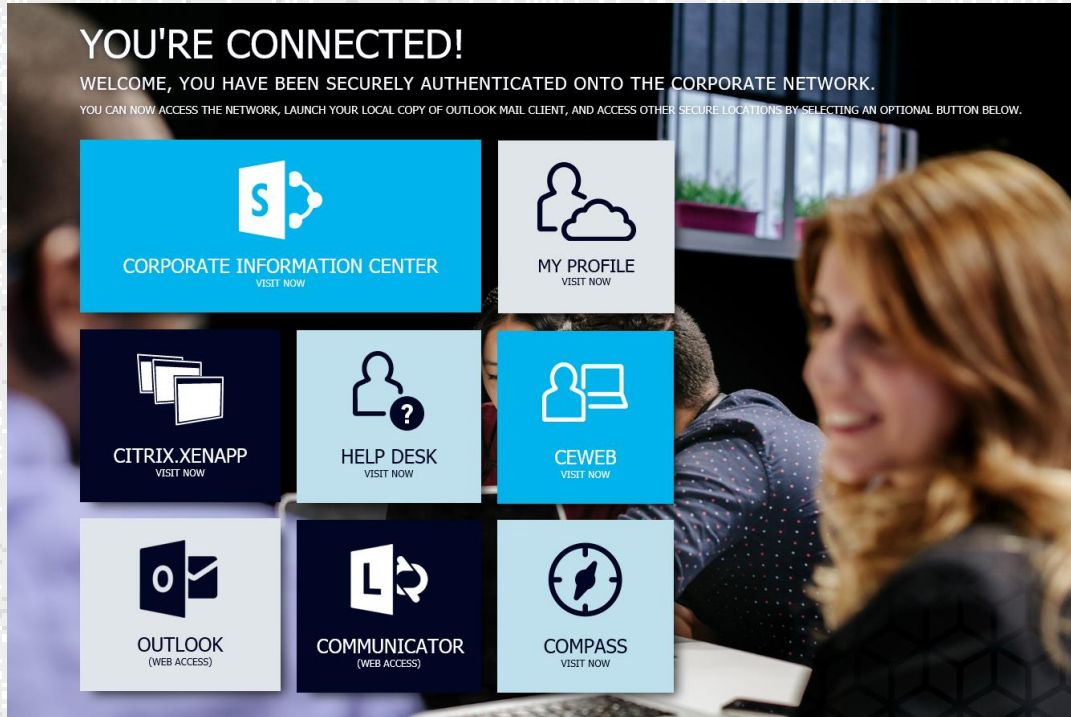 YOU'RE CONNECTED!
WELCOME, YOU HAVE BEEN SECURELY AUTHENTICATED ONTO THE CORPORATE NETWORK.
YOU CAN NOW ACCESS THE NETWORK, LAUNCH YOUR LOCAL COPY OF OUTLOOK MAIL CLIENT, AND ACCESS OTHER SECURE LOCATIONS BY SELECTING AN OPTIONAL BUTTON BELOW.
S
CORPORATE INFORMATION CENTER
VISIT NOW
MY PROFILE
VISIT NOW
CITRIX.XENAPP
VISIT NOW
?
HELP DESK
VISIT NOW
CEWEB
VISIT NOW
O
OUTLOOK
(WEB ACCESS)
L
COMMUNICATOR
(WEB ACCESS)
COMPASS
VISIT NOW